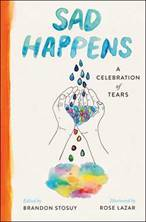 SAD
HAPPENS
A
CELEBRATION
of
TEARS
Edited by
BRANDON STOSUY
Illustrated by
ROSE LAZAR